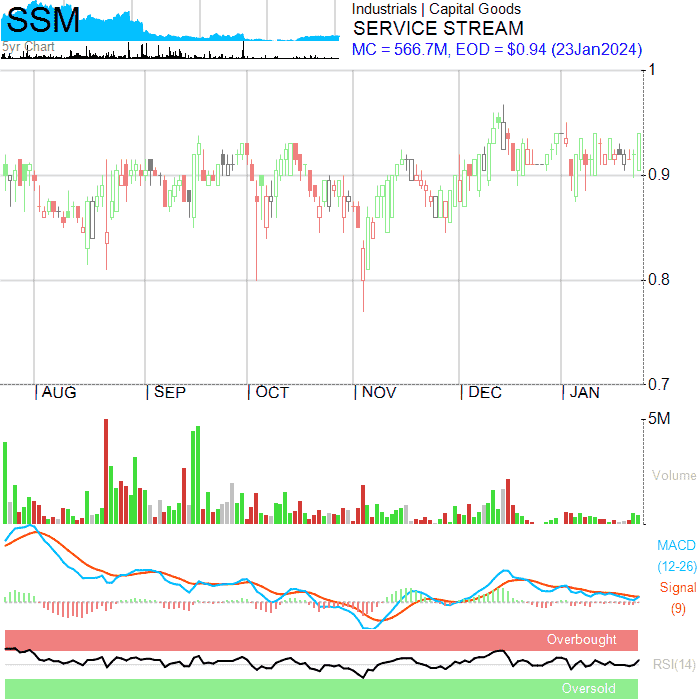 SSM
5yr Chart
Industrials | Capital Goods
SERVICE STREAM
MC = 566.7M, EOD = $0.94 (23Jan2024)
1
0.9
0.8
0.7
AUG SEP OCT NOV DEC JAN
5M
Volume
MACD
(12-26)
Signal
(9)
Overbought
RSI(14)
Oversold